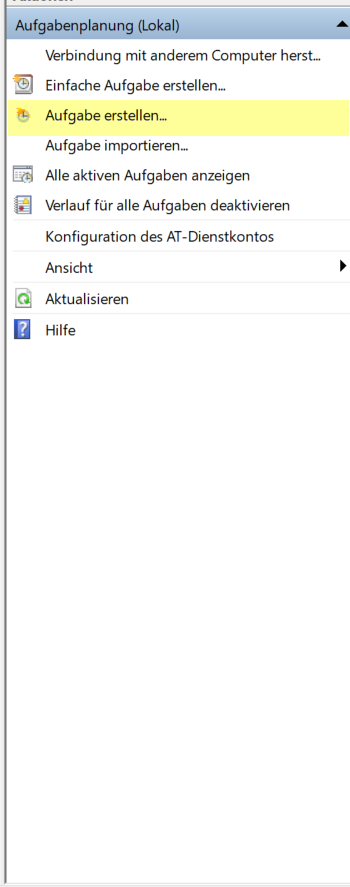 Aufgabenplanung (Lokal)
Verbindung mit anderem Computer herst...
Einfache Aufgabe erstellen...
Aufgabe erstellen...
Aufgabe importieren...
Alle aktiven Aufgaben anzeigen
Verlauf für alle Aufgaben deaktivieren
Konfiguration des AT-Dienstkontos
Ansicht
Aktualisieren
Hilfe